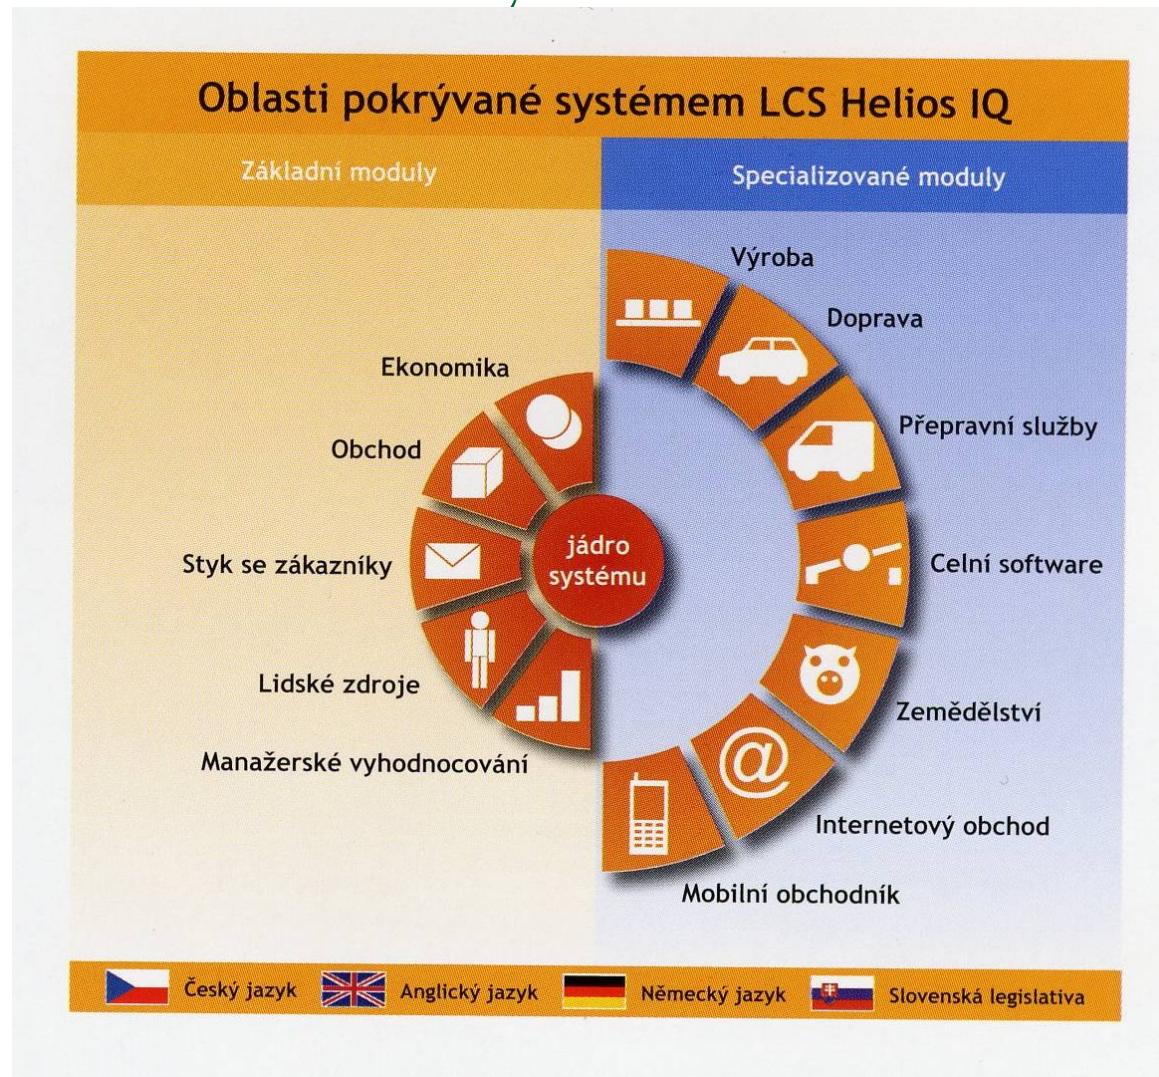 Oblasti pokrývané systémem LCS Helios IQ
Základní moduly
Specializované moduly
Výroba
Doprava
Přepravní služby
Celní software
Zemědělství
Internetový obchod
Mobilní obchodník
Ekonomika
Obchod
Styk se zákazníky
Lidské zdroje
Manažerské vyhodnocování
jádro
systému
@
Český jazyk
Anglický jazyk
Německý jazyk
Slovenská legislativa